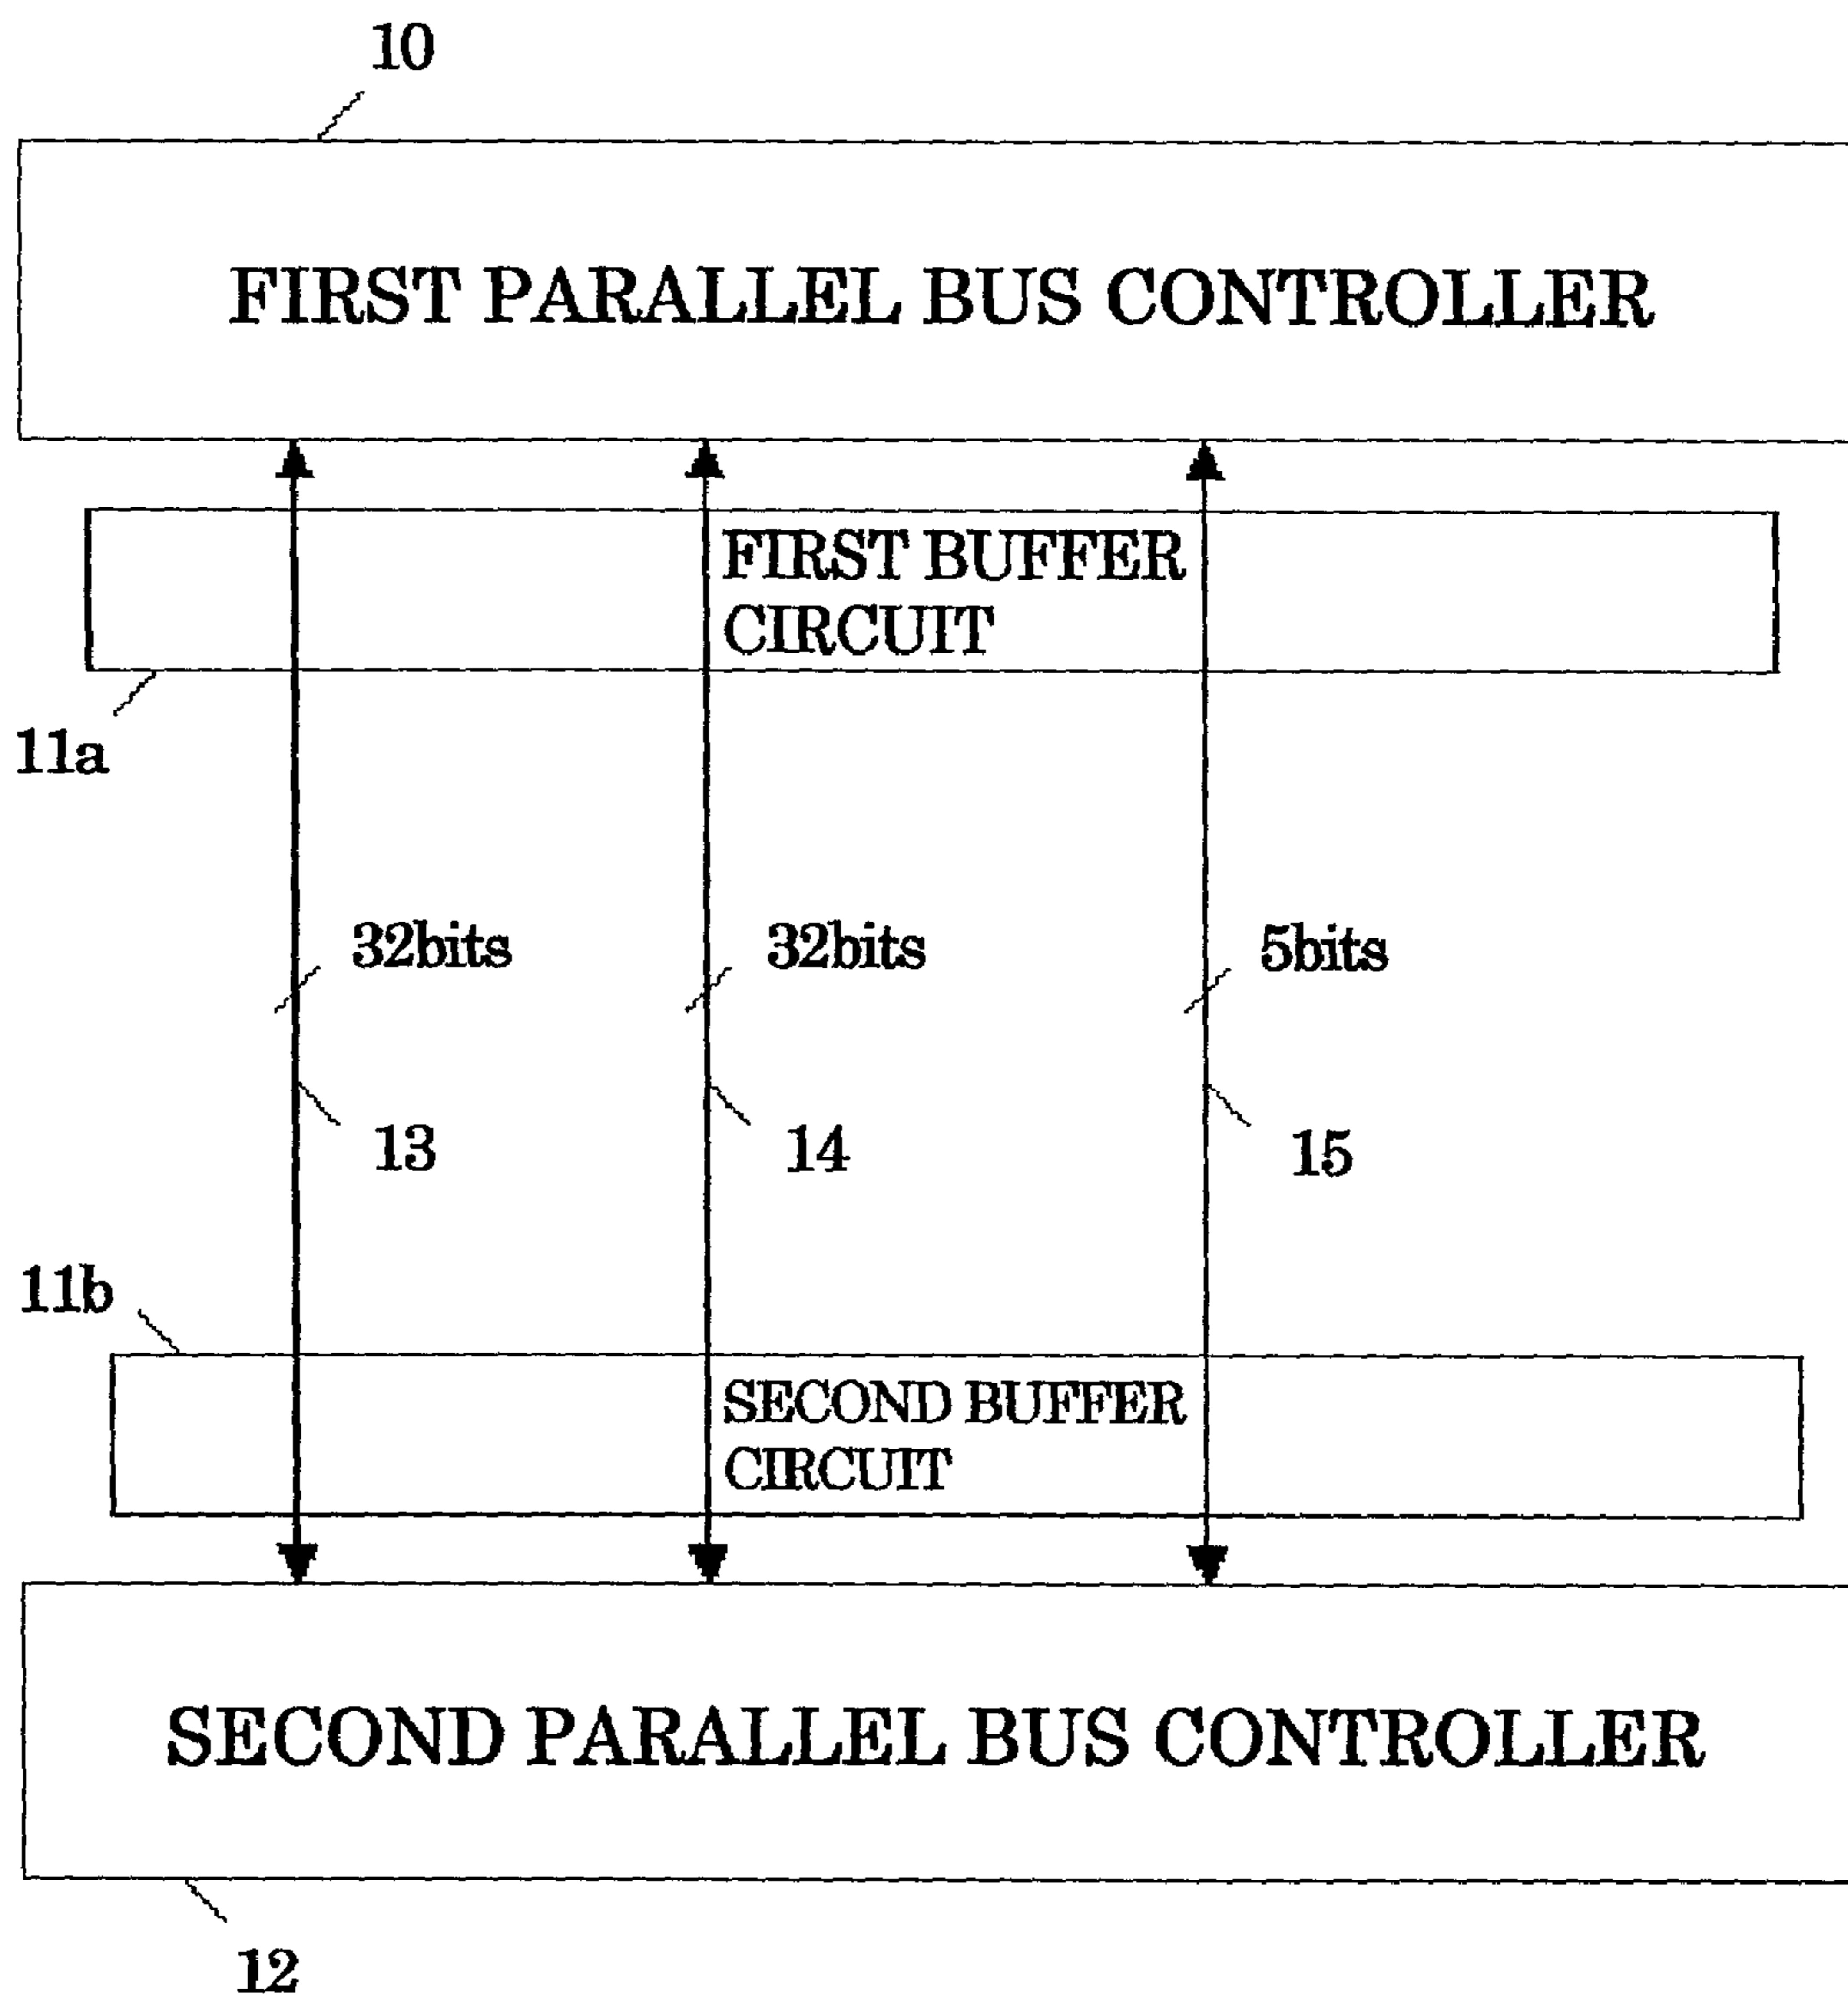 10
FIRST PARALLEL BUS CONTROLLER
FIRST BUFFER
CIRCUIT
11a
32bits
32bits
5bits
13
14
15
11b
SECOND BUFFER
CIRCUIT
SECOND PARALLEL BUS CONTROLLER
12